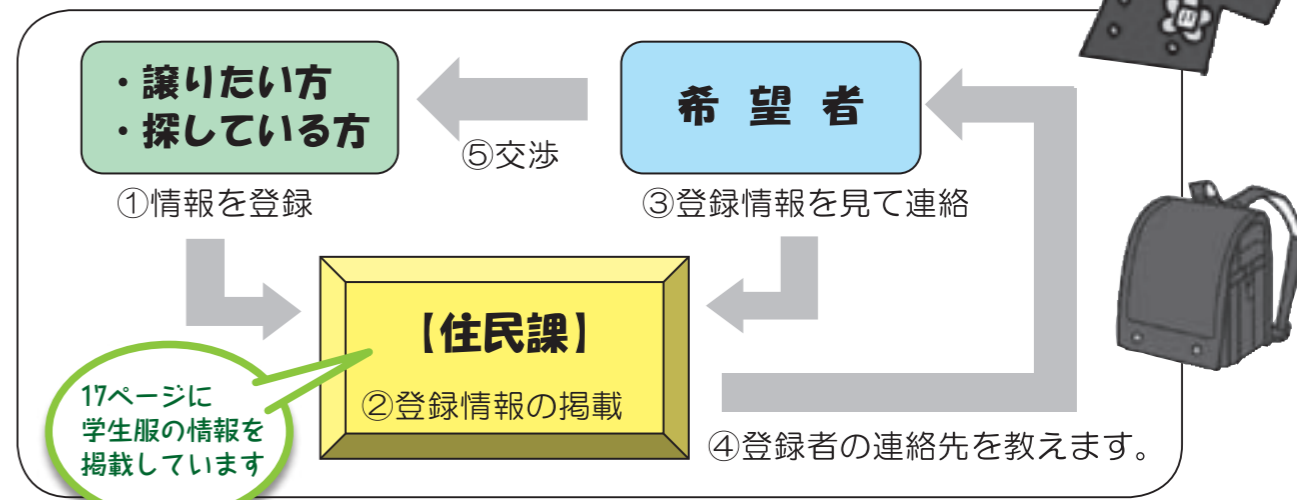 ・譲りたい方
・探している方
希望者
⑤交渉
①情報を登録
③登録情報を見て連絡
【住民課】
②登録情報の掲載
17ページに
学生服の情報を
掲載しています
④登録者の連絡先を教えます。